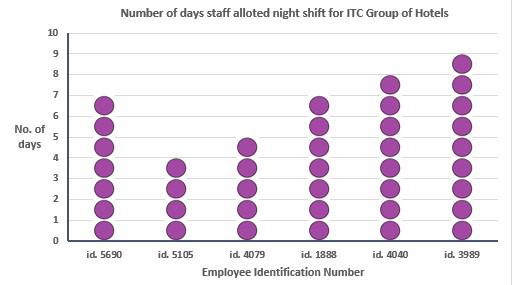 Number of days staff alloted night shift for ITC Group of Hotels
10
9
8
7
6
5
4
3
2
1
0
No. of
days
id. 5690 id. 5105 id. 4079 id. 1888 id. 4040 id. 3989
Employee Identification Number